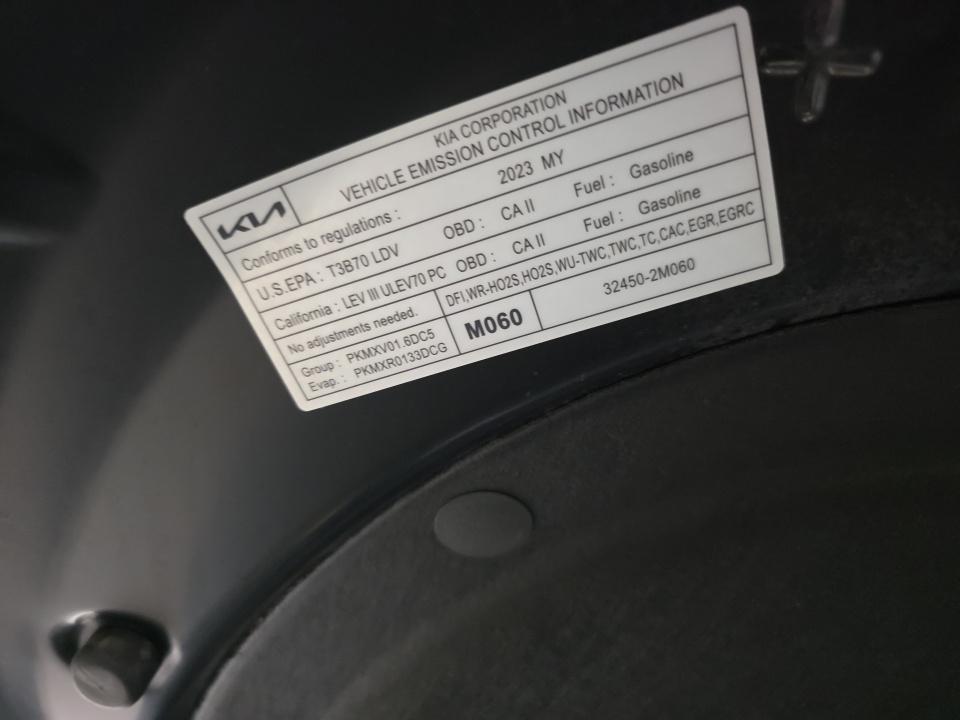 KIA CORPORATION
KIA
VEHICLE EMISSION CONTROL INFORMATION
Conforms to regulations : 2023 MY
U.S.EPA : T3B70 LDV OBD : CA II Fuel : Gasoline
California : LEV III ULEV70 PC OBD : CA II Fuel : Gasoline
No adjustments needed. DFI,WR-HO2S,HO2S,WU-TWC,TWC,TC,CAC,EGR,EGRC
Group : PKMXV01.6DC5 M060 32450-2M060
Evap. : PKMXR0133DCG